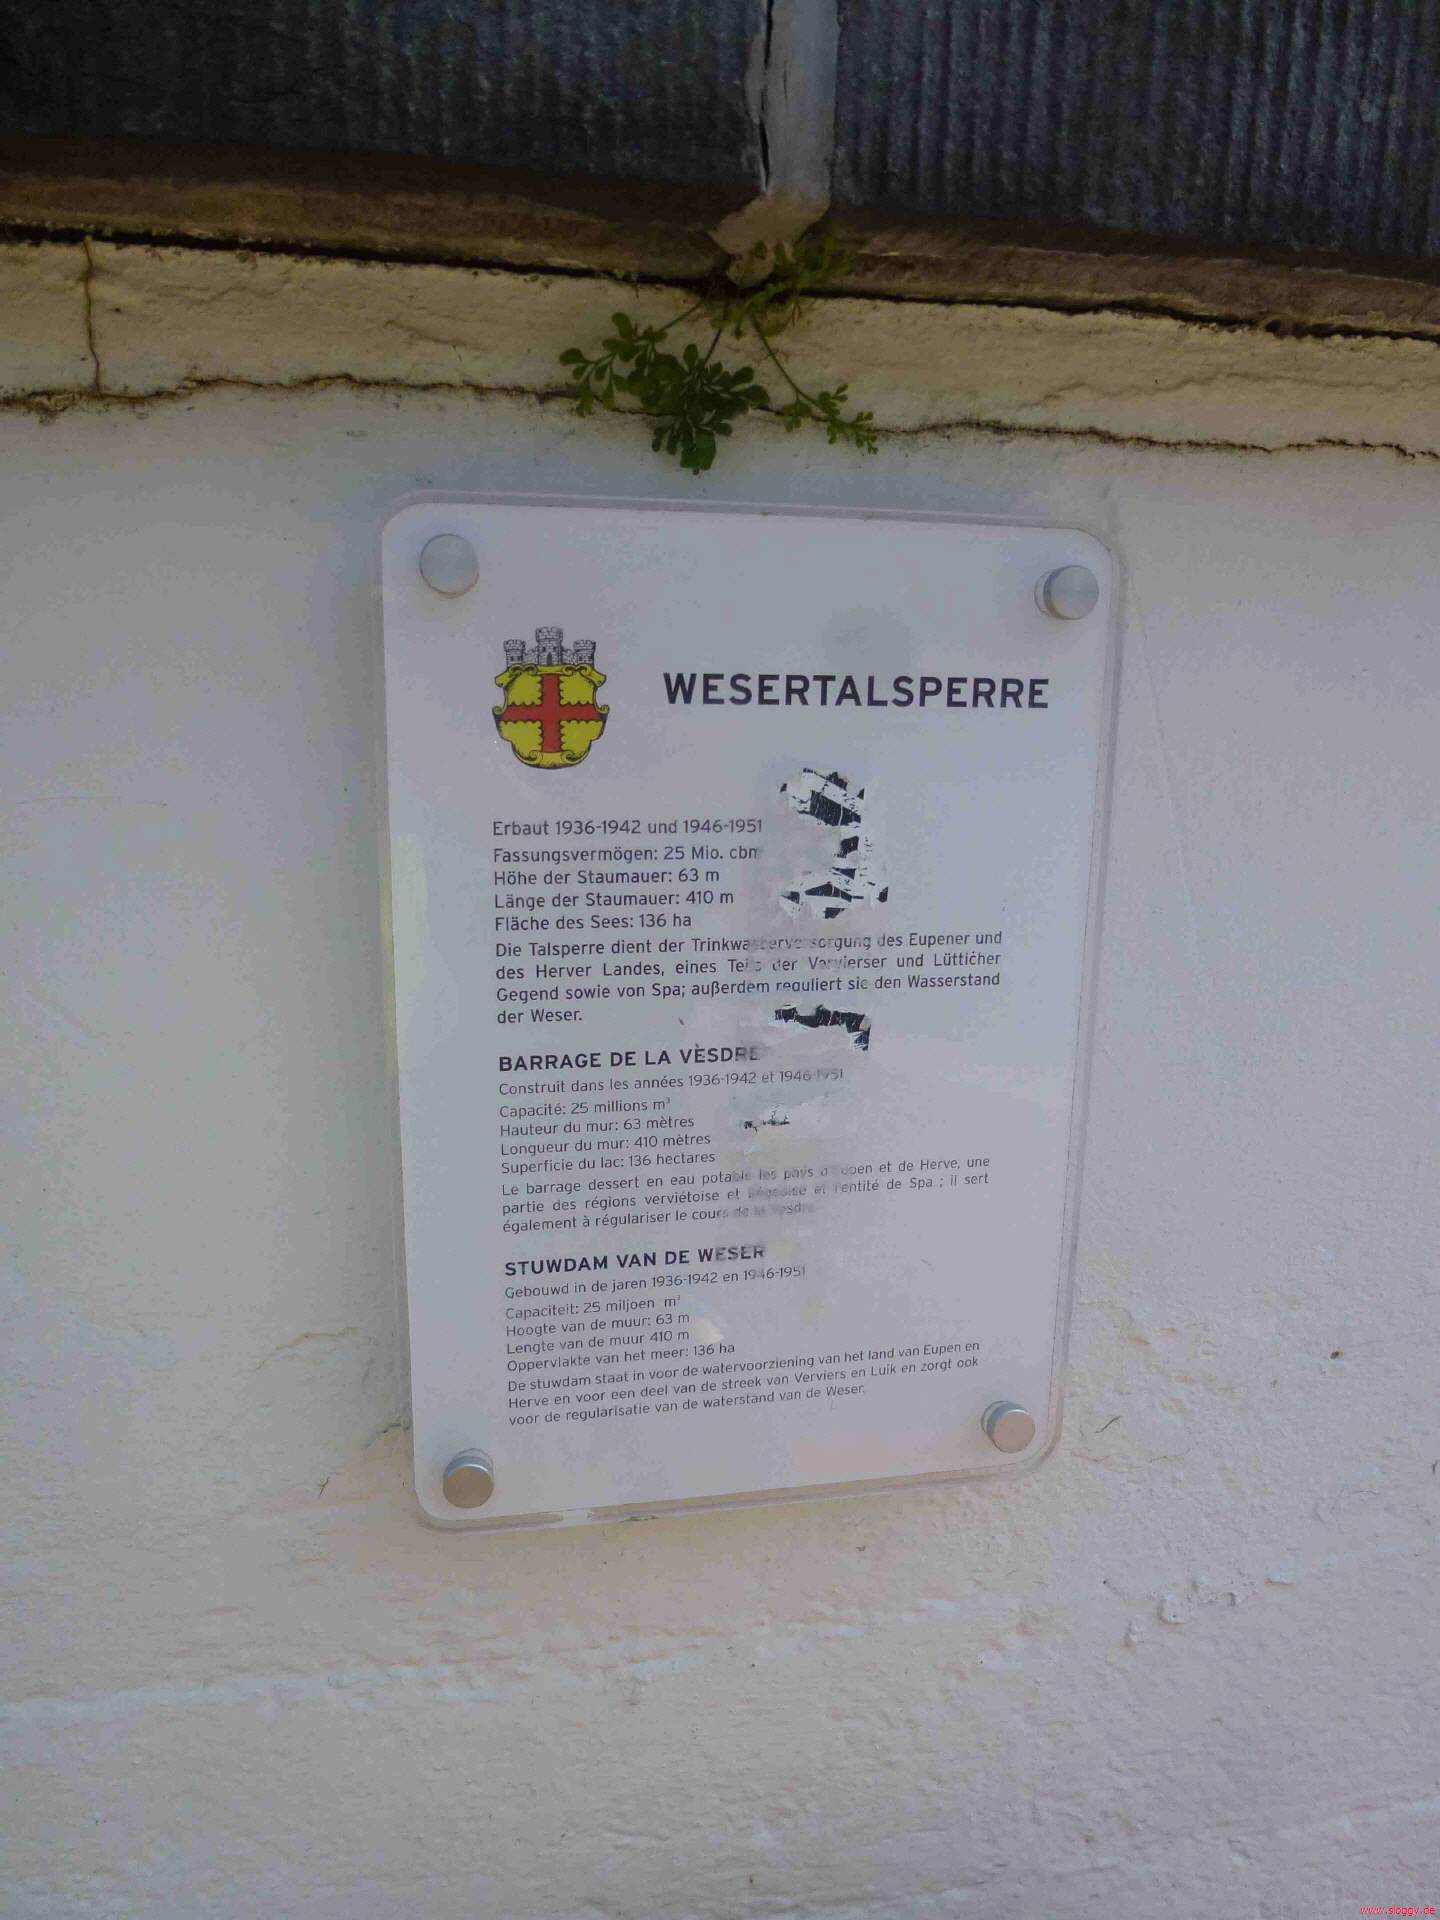 WESERTALSPERRE
Erbaut 1936-1942 und 1946-1951
Fassungsvermögen: 25 Mio. cbm
Höhe der Staumauer: 63 m
Länge der Staumauer: 410 m
Fläche des Sees: 136 ha
Die Talsperre dient der Trinkwasserversorgung des Eupener und
des Herver Landes, eines Teils der Vervierser und Lütticher
Gegend sowie von Spa; außerdem reguliert sie den Wasserstand
der Weser.
BARRAGE DE LA VÈSDRE
Construit dans les années 1936-1942 et 1946-1951
Capacité: 25 millions m³
Hauteur du mur: 63 mètres
Longueur du mur: 410 mètres
Superficie du lac: 136 hectares
Le barrage dessert en eau potable les pays d'Eupen et de Herve, une
partie des régions verviétoise et liégeoise et l'entité de Spa ; il sert
également à régulariser le cours de la Vesdre
STUWDAM VAN DE WESER
Gebouwd in de jaren 1936-1942 en 1946-1951
Capaciteit: 25 miljoen m³
Hoogte van de muur: 63 m
Lengte van de muur 410 m
Oppervlakte van het meer: 136 ha
De stuwdam staat in voor de watervoorziening van het land van Eupen en
Herve en voor een deel van de streek van Verviers en Luik en zorgt ook
voor de regularisatie van de waterstand van de Weser.
www.sloggy.de